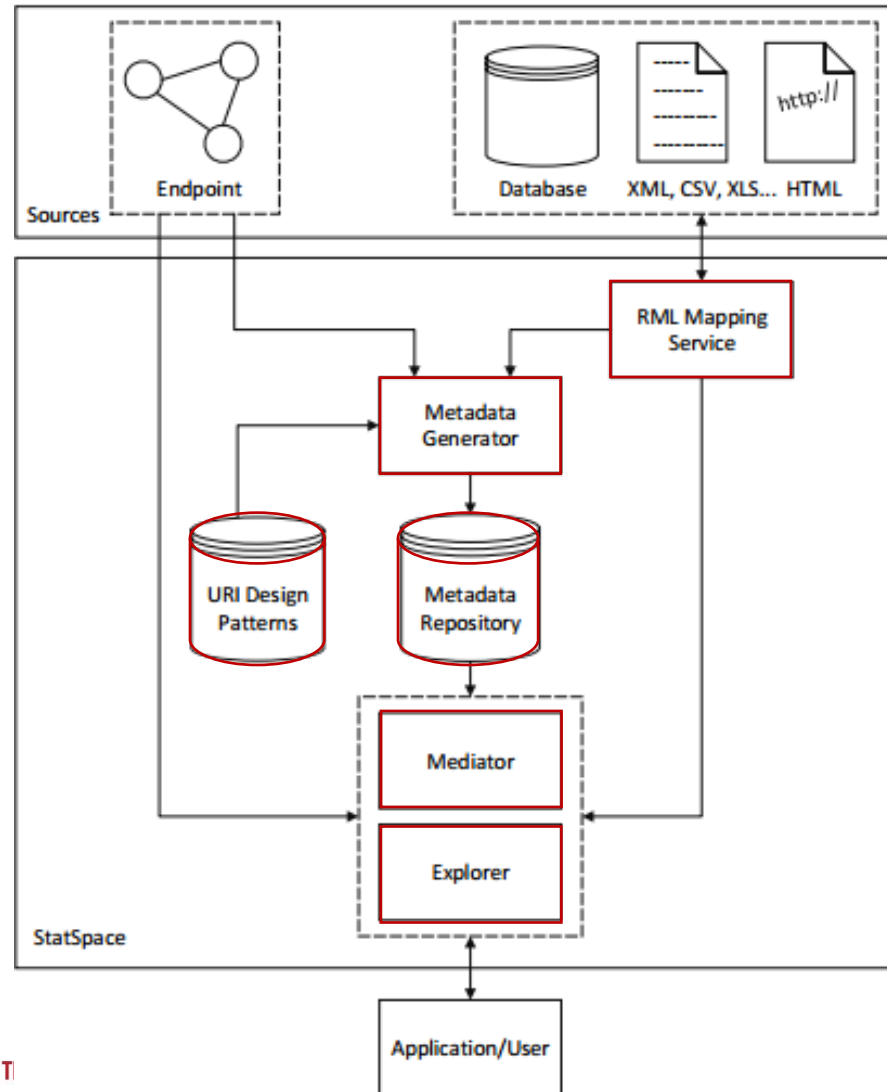 http://
Endpoint
Database
XML, CSV, XLS...
HTML
Sources
RML Mapping
Service
Metadata
Generator
URI Design
Patterns
Metadata
Repository
Mediator
Explorer
StatSpace
Application/User